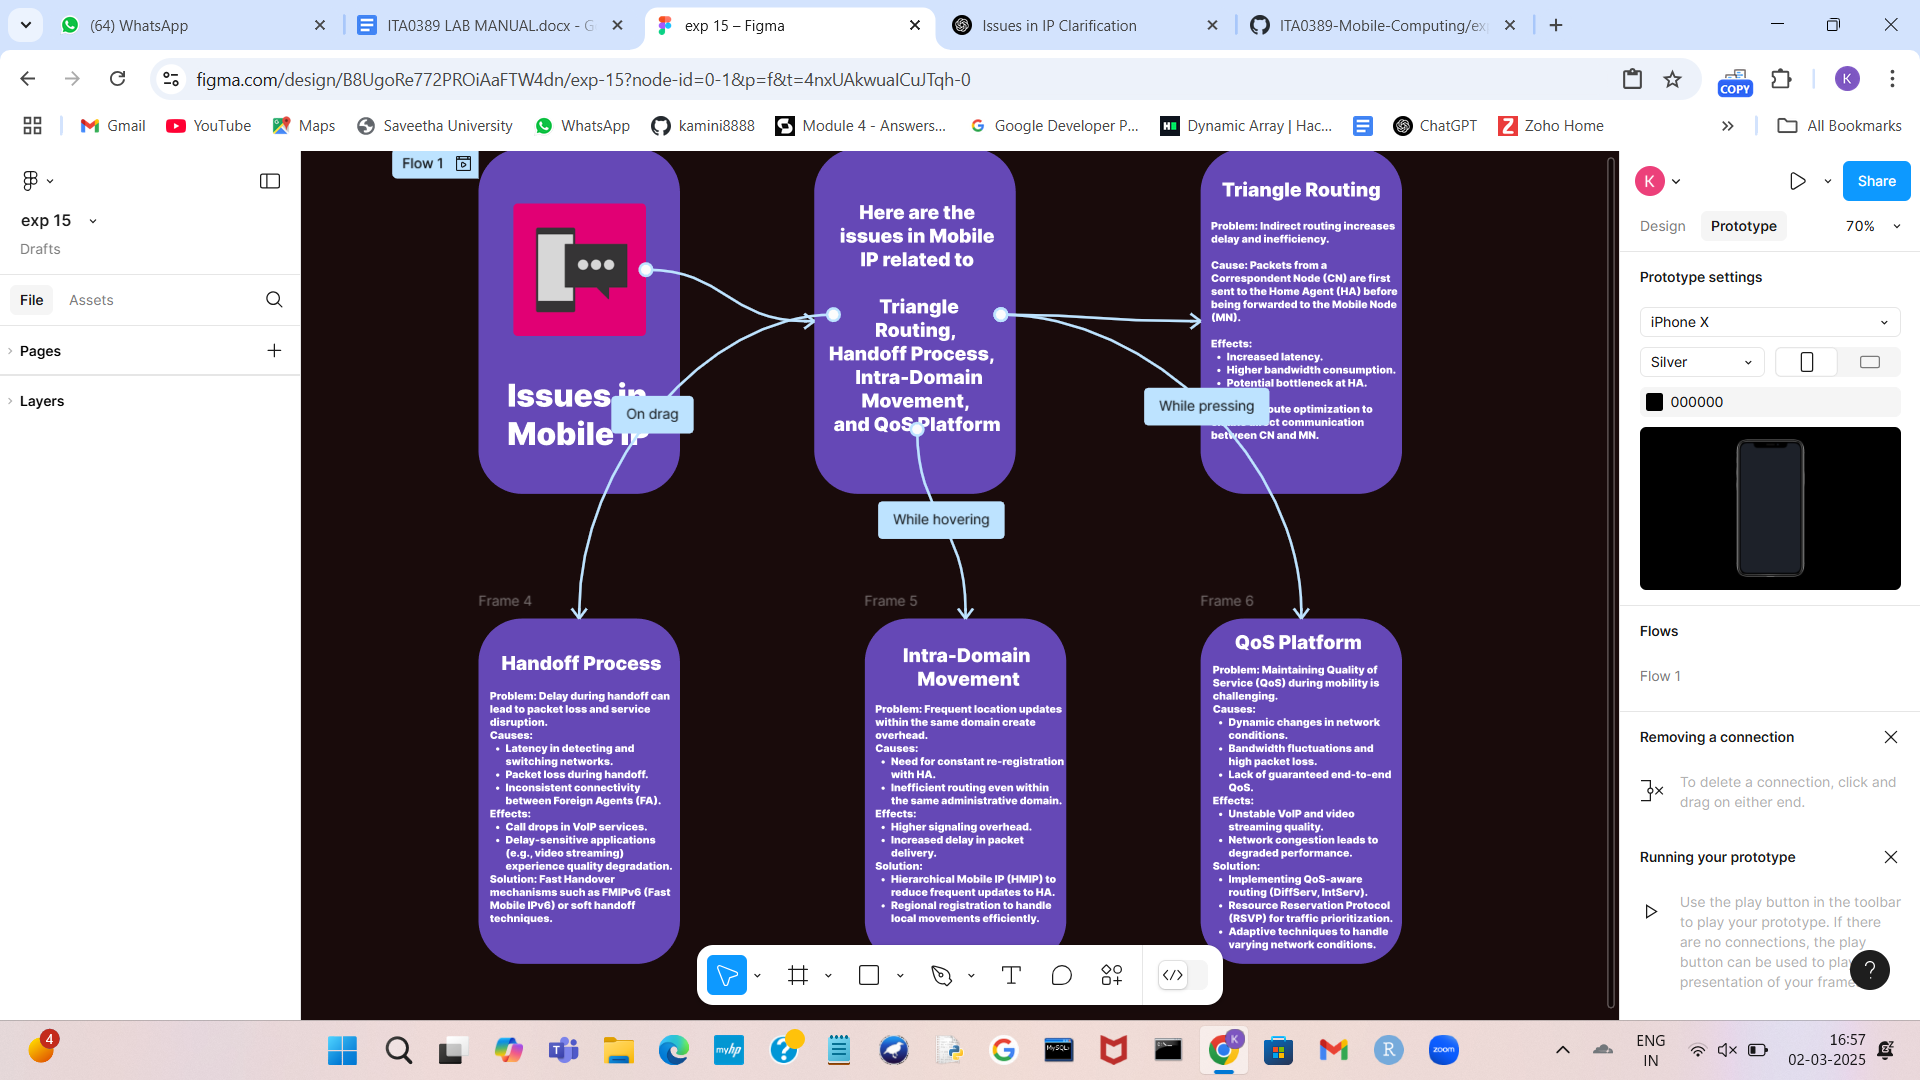 (64) WhatsApp
ITA0389 LAB MANUAL.docx - G
exp 15 – Figma
Issues in IP Clarification
ITA0389-Mobile-Computing/ex
figma.com/design/B8UgoRe772PROiAaFTW4dn/exp-15?node-id=0-1&p=f&t=4nxUAkwuaICuJTqh-0
COPY
K
Gmail
YouTube
Maps
Saveetha University
WhatsApp
kamini8888
Module 4 - Answers...
Google Developer P...
Dynamic Array | Hac...
ChatGPT
Zoho Home
All Bookmarks
exp 15
Drafts
File
Assets
Pages
Layers
Flow 1
Issues in
Mobile IP
On drag
Here are the
issues in Mobile
IP related to
Triangle
Routing,
Handoff Process,
Intra-Domain
Movement,
and QoS Platform
While hovering
Triangle Routing
Problem: Indirect routing increases
delay and inefficiency.
Cause: Packets from a
Correspondent Node (CN) are first
sent to the Home Agent (HA) before
being forwarded to the Mobile Node
(MN).
Effects:
• Increased latency.
• Higher bandwidth consumption.
• Potential bottleneck at HA.
oute optimization to
communication
between CN and MN.
While pressing
Frame 4
Handoff Process
Problem: Delay during handoff can
lead to packet loss and service
disruption.
Causes:
• Latency in detecting and
switching networks.
• Packet loss during handoff.
• Inconsistent connectivity
between Foreign Agents (FA).
Effects:
• Call drops in VoIP services.
• Delay-sensitive applications
(e.g., video streaming)
experience quality degradation.
Solution: Fast Handover
mechanisms such as FMIPv6 (Fast
Mobile IPv6) or soft handoff
techniques.
Frame 5
Intra-Domain
Movement
Problem: Frequent location updates
within the same domain create
overhead.
Causes:
• Need for constant re-registration
with HA.
• Inefficient routing even within
the same administrative domain.
Effects:
• Higher signaling overhead.
• Increased delay in packet
delivery.
Solution:
• Hierarchical Mobile IP (HMIP) to
reduce frequent updates to HA.
• Regional registration to handle
local movements efficiently.
Frame 6
QoS Platform
Problem: Maintaining Quality of
Service (QoS) during mobility is
challenging.
Causes:
• Dynamic changes in network
conditions.
• Bandwidth fluctuations and
high packet loss.
• Lack of guaranteed end-to-end
QoS.
Effects:
• Unstable VoIP and video
streaming quality.
• Network congestion leads to
degraded performance.
Solution:
• Implementing QoS-aware
routing (DiffServ, IntServ).
• Resource Reservation Protocol
(RSVP) for traffic prioritization.
• Adaptive techniques to handle
varying network conditions.
K
Share
Design
Prototype
70%
Prototype settings
iPhone X
Silver
000000
Flows
Flow 1
Removing a connection
To delete a connection, click and
drag on either end.
Running your prototype
Use the play button in the toolbar
to play your prototype. If there
are no connections, the play
button can be used to pla
presentation of your frame
?
4
myhp
MySQL
K
R
zoom
ENG
IN
16:57
02-03-2025